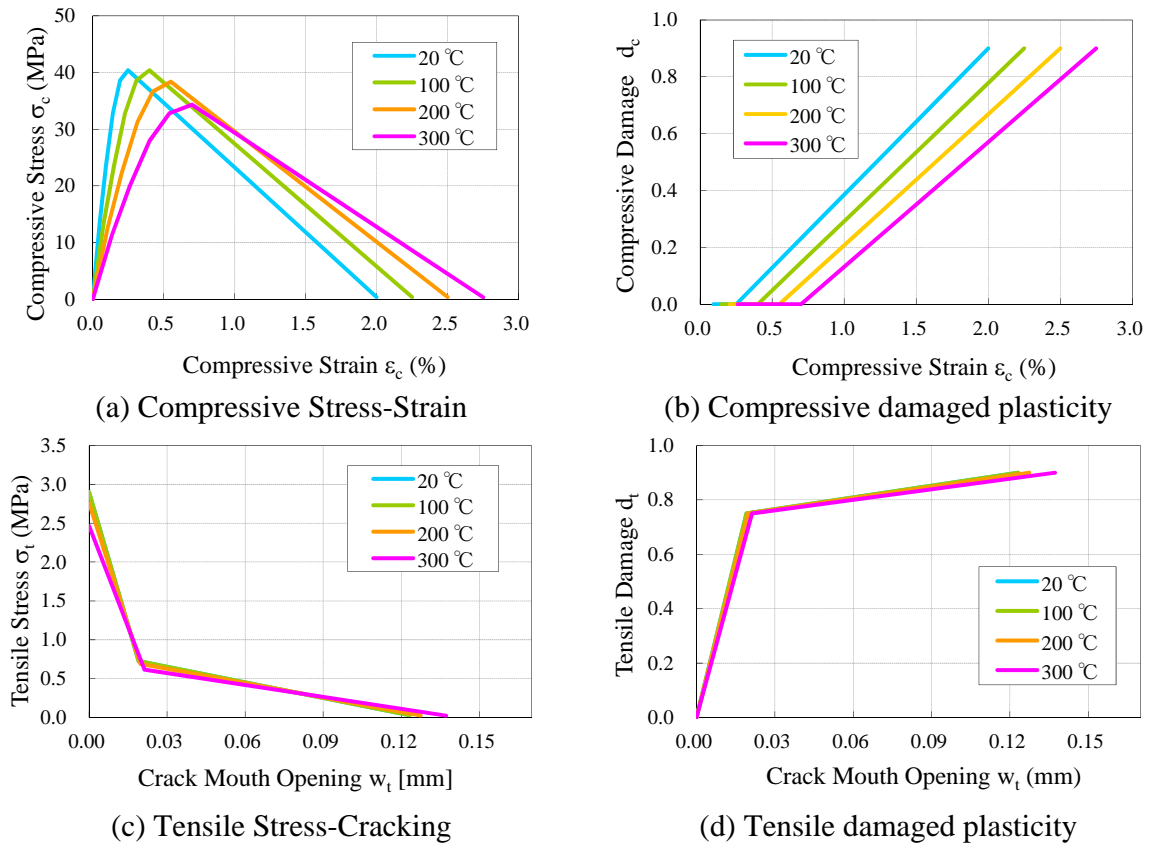 50
40
30
20
10
0
0.0 0.5 1.0 1.5 2.0 2.5 3.0
Compressive Stress σc (MPa)
Compressive Strain εc (%)
20 ℃
100 ℃
200 ℃
300 ℃
(a) Compressive Stress-Strain
1.0
0.8
0.6
0.4
0.2
0.0
0.0 0.5 1.0 1.5 2.0 2.5 3.0
Compressive Damage dc
Compressive Strain εc (%)
20 ℃
100 ℃
200 ℃
300 ℃
(b) Compressive damaged plasticity
3.5
3.0
2.5
2.0
1.5
1.0
0.5
0.0
0.00 0.03 0.06 0.09 0.12 0.15
Tensile Stress σt (MPa)
Crack Mouth Opening wt [mm]
20 ℃
100 ℃
200 ℃
300 ℃
(c) Tensile Stress-Cracking
1.0
0.8
0.6
0.4
0.2
0.0
0.00 0.03 0.06 0.09 0.12 0.15
Tensile Damage dt
Crack Mouth Opening wt (mm)
20 ℃
100 ℃
200 ℃
300 ℃
(d) Tensile damaged plasticity